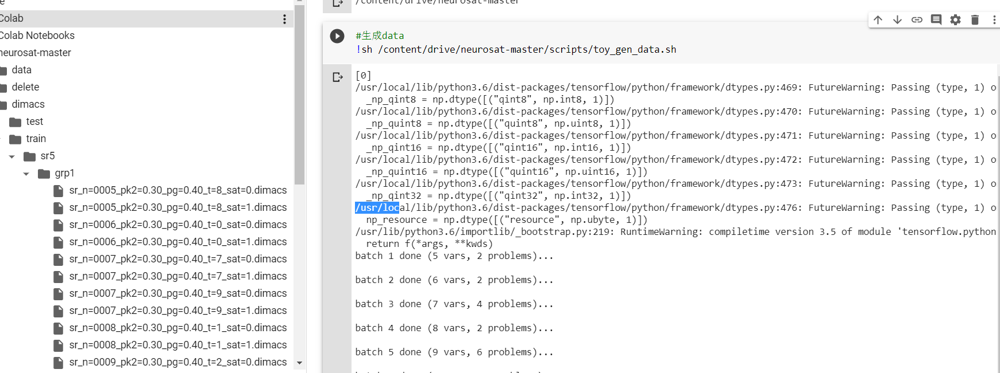 Colab
Colab Notebooks
neurosat-master
data
delete
dimacs
test
train
sr5
grp1
sr_n=0005_pk2=0.30_pg=0.40_t=8_sat=0.dimacs
sr_n=0005_pk2=0.30_pg=0.40_t=8_sat=1.dimacs
sr_n=0006_pk2=0.30_pg=0.40_t=0_sat=0.dimacs
sr_n=0006_pk2=0.30_pg=0.40_t=0_sat=1.dimacs
sr_n=0007_pk2=0.30_pg=0.40_t=7_sat=0.dimacs
sr_n=0007_pk2=0.30_pg=0.40_t=7_sat=1.dimacs
sr_n=0007_pk2=0.30_pg=0.40_t=9_sat=0.dimacs
sr_n=0007_pk2=0.30_pg=0.40_t=9_sat=1.dimacs
sr_n=0008_pk2=0.30_pg=0.40_t=1_sat=0.dimacs
sr_n=0008_pk2=0.30_pg=0.40_t=1_sat=1.dimacs
sr_n=0009_pk2=0.30_pg=0.40_t=2_sat=0.dimacs
/content/drive/neurosat-master
#生成data
!sh /content/drive/neurosat-master/scripts/toy_gen_data.sh
[0]
/usr/local/lib/python3.6/dist-packages/tensorflow/python/framework/dtypes.py:469: FutureWarning: Passing (type, 1) o
_np_qint8 = np.dtype([("qint8", np.int8, 1)])
/usr/local/lib/python3.6/dist-packages/tensorflow/python/framework/dtypes.py:470: FutureWarning: Passing (type, 1) o
_np_quint8 = np.dtype([("quint8", np.uint8, 1)])
/usr/local/lib/python3.6/dist-packages/tensorflow/python/framework/dtypes.py:471: FutureWarning: Passing (type, 1) o
_np_qint16 = np.dtype([("qint16", np.int16, 1)])
/usr/local/lib/python3.6/dist-packages/tensorflow/python/framework/dtypes.py:472: FutureWarning: Passing (type, 1) o
_np_quint16 = np.dtype([("quint16", np.uint16, 1)])
/usr/local/lib/python3.6/dist-packages/tensorflow/python/framework/dtypes.py:473: FutureWarning: Passing (type, 1) o
_np_qint32 = np.dtype([("qint32", np.int32, 1)])
/usr/local/lib/python3.6/dist-packages/tensorflow/python/framework/dtypes.py:476: FutureWarning: Passing (type, 1) o
np_resource = np.dtype([("resource", np.ubyte, 1)])
/usr/lib/python3.6/importlib/_bootstrap.py:219: RuntimeWarning: compiletime version 3.5 of module 'tensorflow.python
return f(*args, **kwds)
batch 1 done (5 vars, 2 problems)...
batch 2 done (6 vars, 2 problems)...
batch 3 done (7 vars, 4 problems)...
batch 4 done (8 vars, 2 problems)...
batch 5 done (9 vars, 6 problems)...